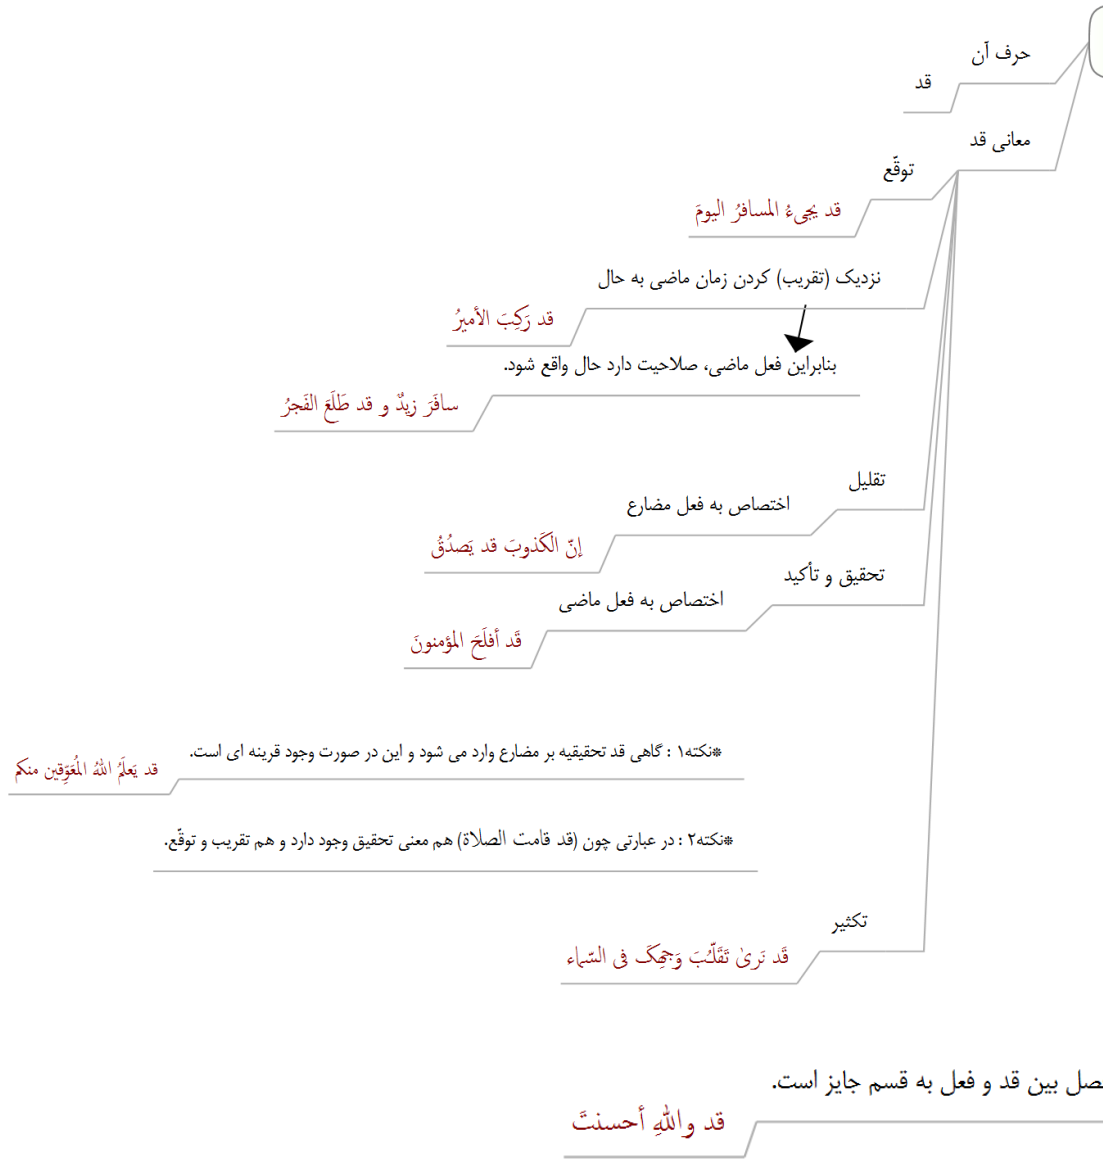 حرف آن
قد
معانی قد
توقّع
قد یجیءُ المسافرُ الیومَ
نزدیک (تقریب) کردن زمان ماضی به حال
قد رَکِبَ الأمیرُ
بنابراین فعل ماضی، صلاحیت دارد حال واقع شود.
سافَرَ زیدٌ و قد طَلَعَ الفَجرُ
تقلیل
اختصاص به فعل مضارع
إنّ الکَذوبَ قد یَصدُقُ
تحقیق و تأکید
اختصاص به فعل ماضی
قَد أفلَحَ المؤمنونَ
*نکته۱ : گاهی قد تحقیقیه بر مضارع وارد می شود و این در صورت وجود قرینه ای است.
قد یَعلَمُ اللهُ المُعَوِّقین منکم
*نکته۲ : در عبارتی چون (قد قامت الصلاة) هم معنی تحقیق وجود دارد و هم تقریب و توقّع.
تکثیر
قَد نَریٰ تَقَلُّبَ وَجهِکَ فی السّماء
صل بین قد و فعل به قسم جایز است.
قد واللهِ أحسنتَ